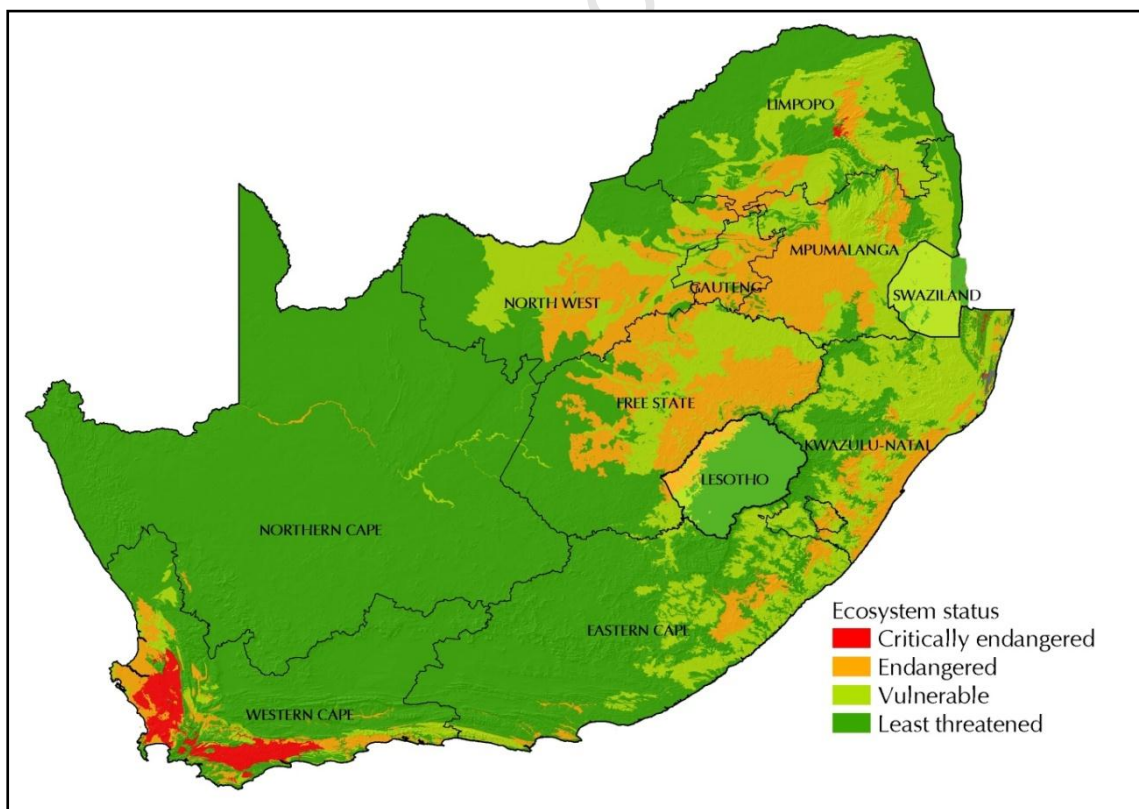 LIMPOPO
MPUMALANGA
GAUTENG
SWAZILAND
NORTH WEST
FREE STATE
KWAZULU-NATAL
LESOTHO
NORTHERN CAPE
EASTERN CAPE
WESTERN CAPE
Ecosystem status
Critically endangered
Endangered
Vulnerable
Least threatened